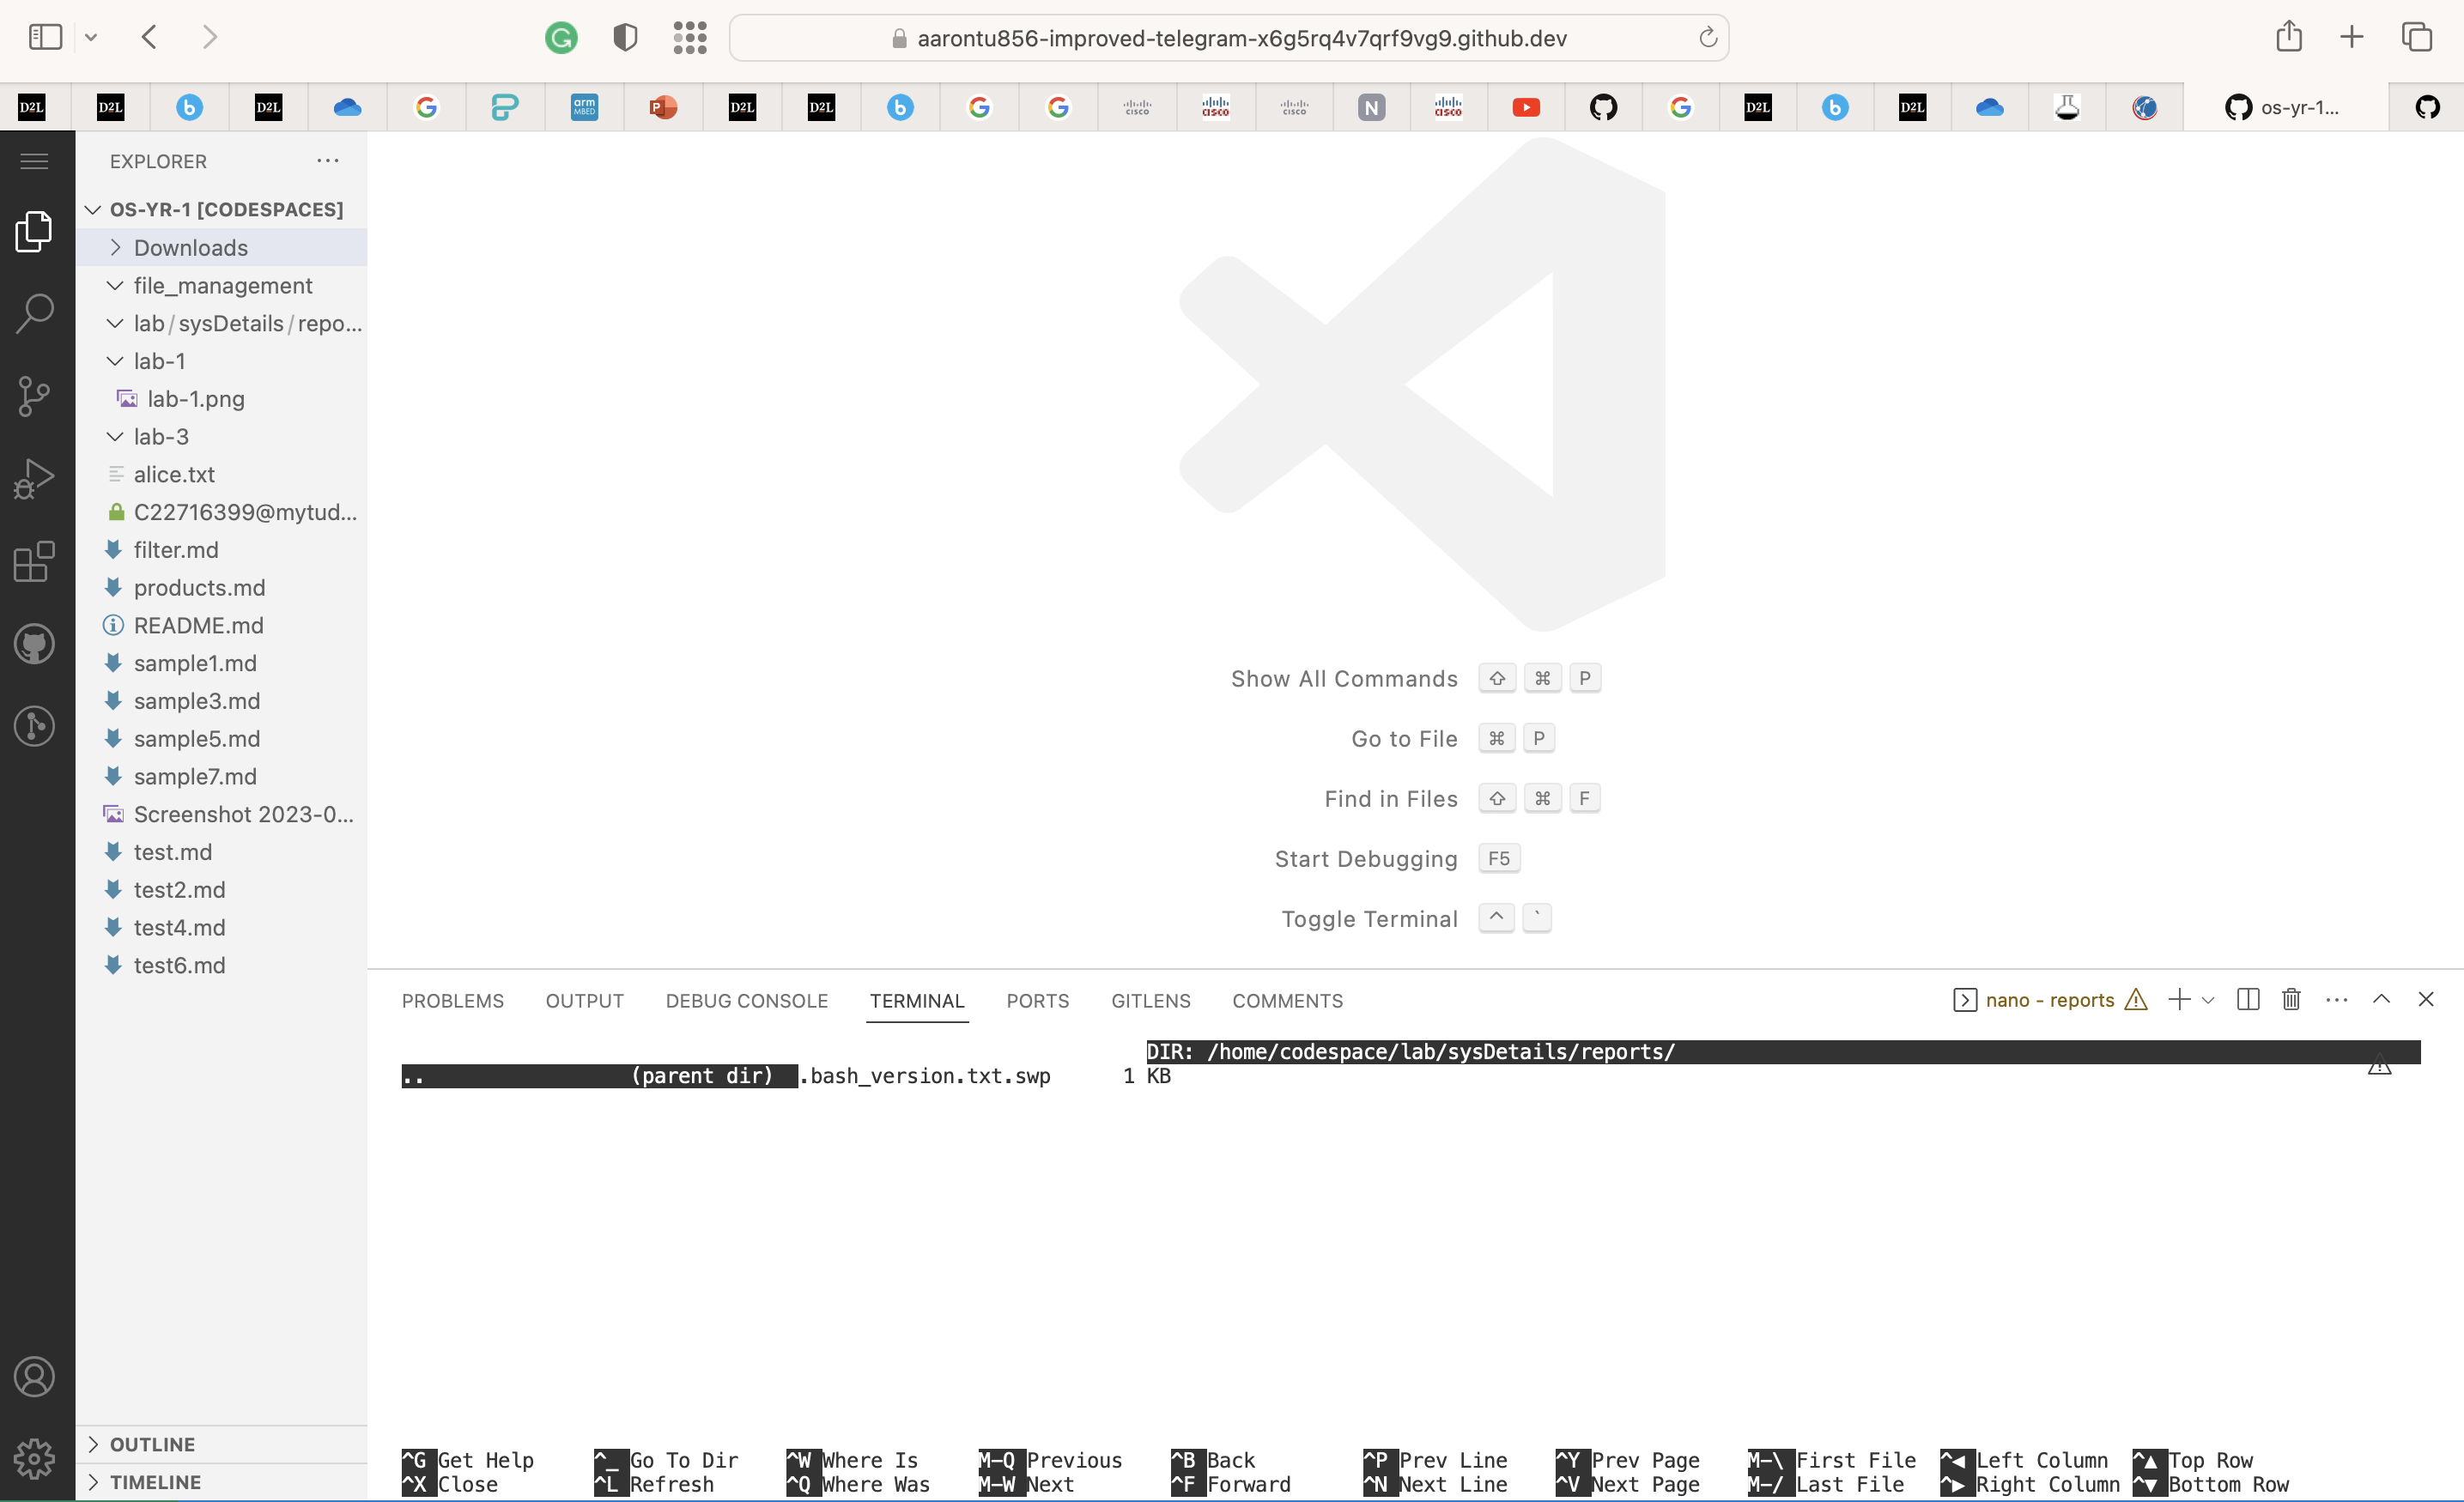 aarontu856-improved-telegram-x6g5rq4v7qrf9vg9.github.dev
D2L D2L b D2L G arm MBED P D2L D2L b G G cisco cisco cisco N cisco G D2L b D2L os-yr-1...
EXPLORER ...
OS-YR-1 [CODESPACES]
Downloads
file_management
lab/sysDetails/repo...
lab-1
lab-1.png
lab-3
alice.txt
C22716399@mytud...
filter.md
products.md
README.md
sample1.md
sample3.md
sample5.md
sample7.md
Screenshot 2023-0...
test.md
test2.md
test4.md
test6.md
OUTLINE
TIMELINE
Show All Commands ⇧ ⌘ P
Go to File ⌘ P
Find in Files ⇧ ⌘ F
Start Debugging F5
Toggle Terminal ^ `
PROBLEMS OUTPUT DEBUG CONSOLE TERMINAL PORTS GITLENS COMMENTS nano - reports
DIR: /home/codespace/lab/sysDetails/reports/
.. (parent dir) .bash_version.txt.swp 1 KB
^G Get Help ^_ Go To Dir ^W Where Is M-Q Previous ^B Back ^P Prev Line ^Y Prev Page M-\ First File ^◀ Left Column ^▲ Top Row
^X Close ^L Refresh ^Q Where Was M-W Next ^F Forward ^N Next Line ^V Next Page M-/ Last File ^▶ Right Column ^▼ Bottom Row